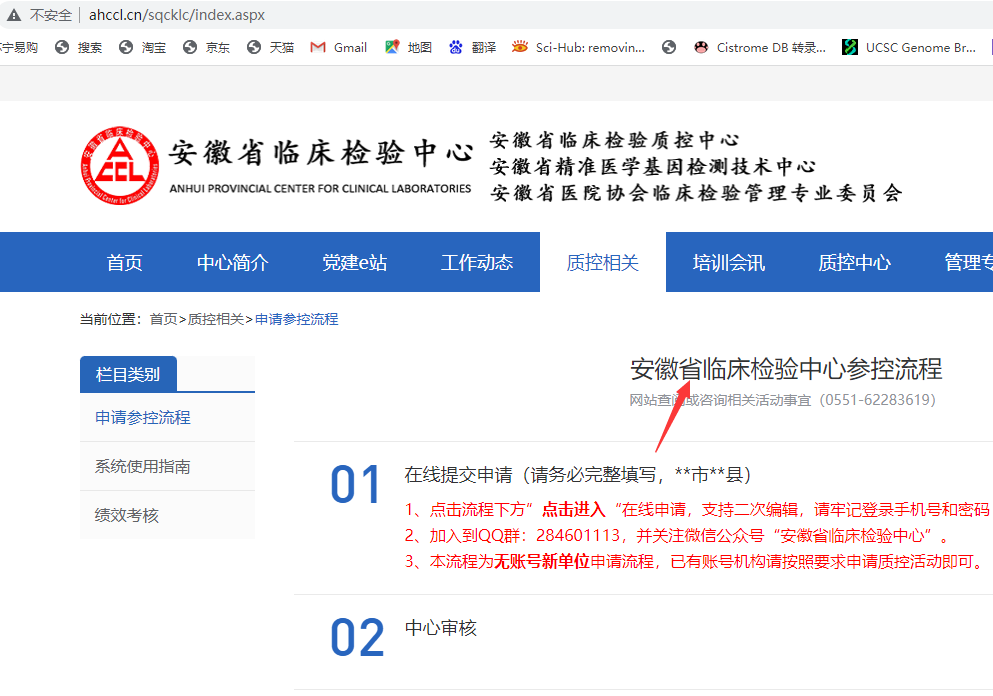 不安全 ahccl.cn/sqcklc/index.aspx
宁易购 搜索 淘宝 京东 天猫 Gmail 地图 翻译 Sci-Hub: removin... Cistrome DB 转录... UCSC Genome Br...
安徽省临床检验中心
ANHUI PROVINCIAL CENTER FOR CLINICAL LABORATORIES
安徽省临床检验质控中心
安徽省精准医学基因检测技术中心
安徽省医院协会临床检验管理专业委员会
首页 中心简介 党建e站 工作动态 质控相关 培训会讯 质控中心 管理专
当前位置：首页>质控相关>申请参控流程
栏目类别
申请参控流程
系统使用指南
绩效考核
安徽省临床检验中心参控流程
网站查阅或咨询相关活动事宜（0551-62283619）
01 在线提交申请（请务必完整填写，**市**县）
1、点击流程下方”点击进入“在线申请，支持二次编辑，请牢记登录手机号和密码
2、加入到QQ群：284601113，并关注微信公众号“安徽省临床检验中心”。
3、本流程为无账号新单位申请流程，已有账号机构请按照要求申请质控活动即可。
02 中心审核